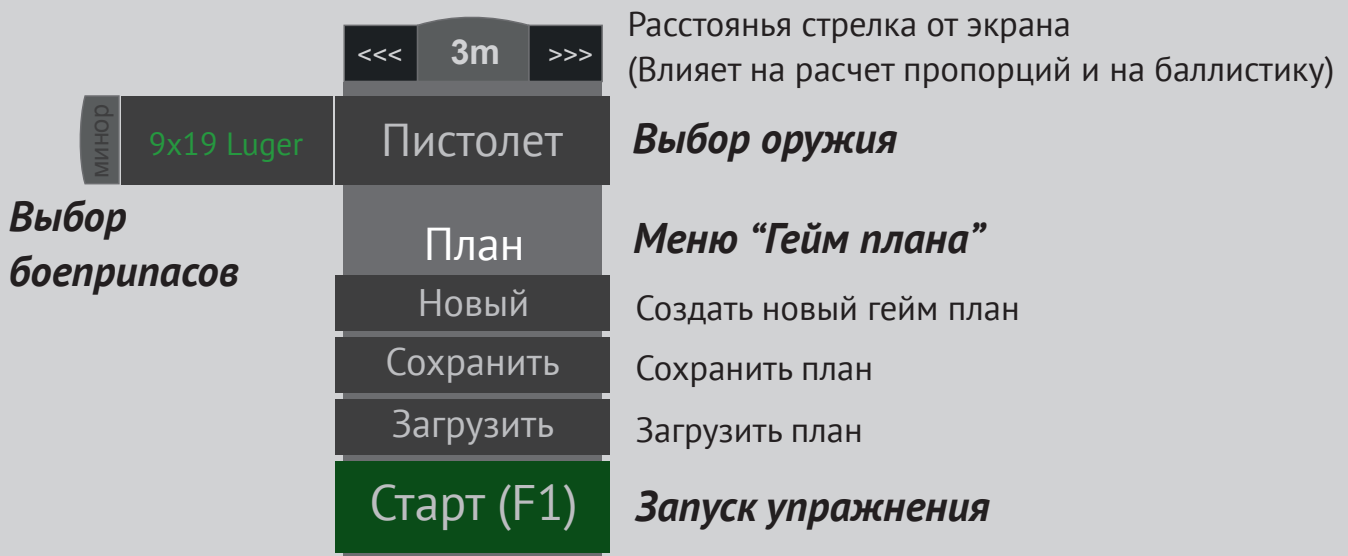 <<< 3m >>> Расстоянья стрелка от экрана
(Влияет на расчет пропорций и на баллистику)
минор 9x19 Luger Пистолет Выбор оружия
Выбор
боеприпасов
План Меню “Гейм плана”
Новый Создать новый гейм план
Сохранить Сохранить план
Загрузить Загрузить план
Старт (F1) Запуск упражнения